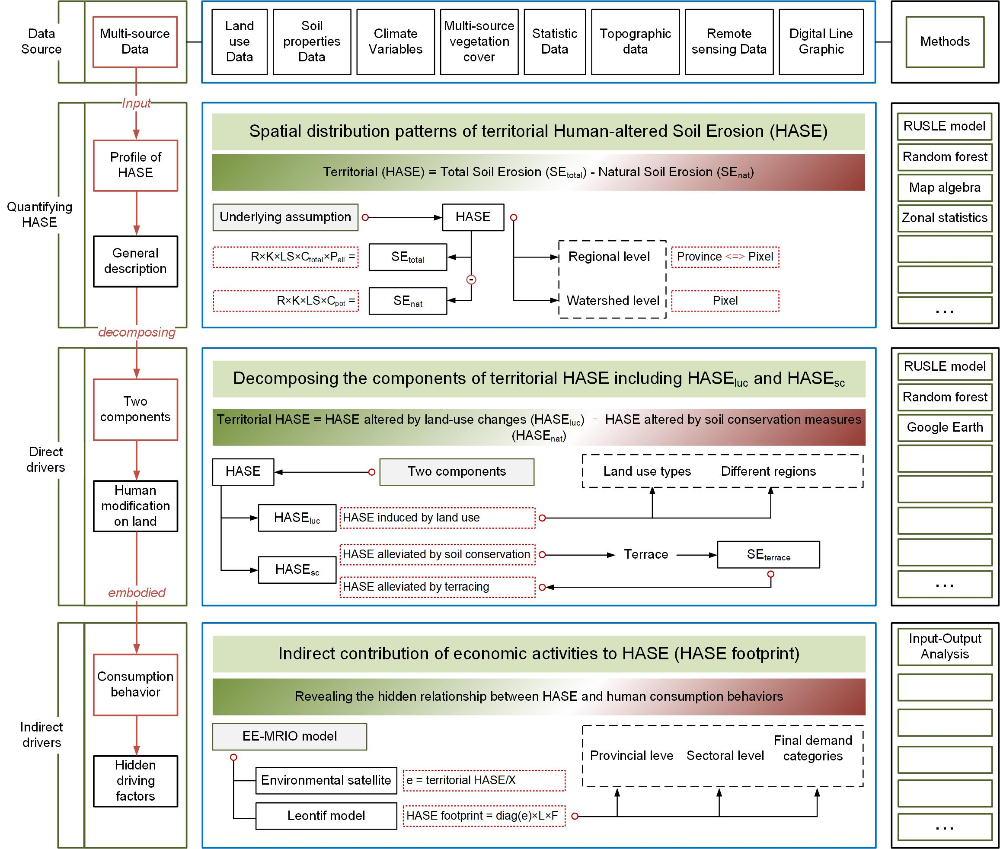 Data
Source
Multi-source
Data
Land
use
Data
Soil
properties
Data
Climate
Variables
Multi-source
vegetation
cover
Statistic
Data
Topographic
data
Remote
sensing Data
Digital Line
Graphic
Methods
Input
Quantifying
HASE
Profile of
HASE
General
description
Spatial distribution patterns of territorial Human-altered Soil Erosion (HASE)
Territorial (HASE) = Total Soil Erosion (SEtotal) - Natural Soil Erosion (SEnat)
Underlying assumption
HASE
R×K×LS×Ctotal×Pall =
SEtotal
Regional level
Province <=> Pixel
-
R×K×LS×Cpot =
SEnat
Watershed level
Pixel
RUSLE model
Random forest
Map algebra
Zonal statistics
...
decomposing
Direct
drivers
Two
components
Human
modification
on land
Decomposing the components of territorial HASE including HASEluc and HASEsc
Territorial HASE = HASE altered by land-use changes (HASEluc) － HASE altered by soil conservation measures
(HASEnat)
HASE
Two components
Land use types
Different regions
HASEluc
HASE induced by land use
HASEsc
HASE alleviated by soil conservation
Terrace
SEterrace
HASE alleviated by terracing
RUSLE model
Random forest
Google Earth
...
embodied
Indirect
drivers
Consumption
behavior
Hidden
driving
factors
Indirect contribution of economic activities to HASE (HASE footprint)
Revealing the hidden relationship between HASE and human consumption behaviors
EE-MRIO model
Environmental satellite
e = territorial HASE/X
Leontif model
HASE footprint = diag(e)×L×F
Provincial leve
Sectoral level
Final demand
categories
Input-Output
Analysis
...